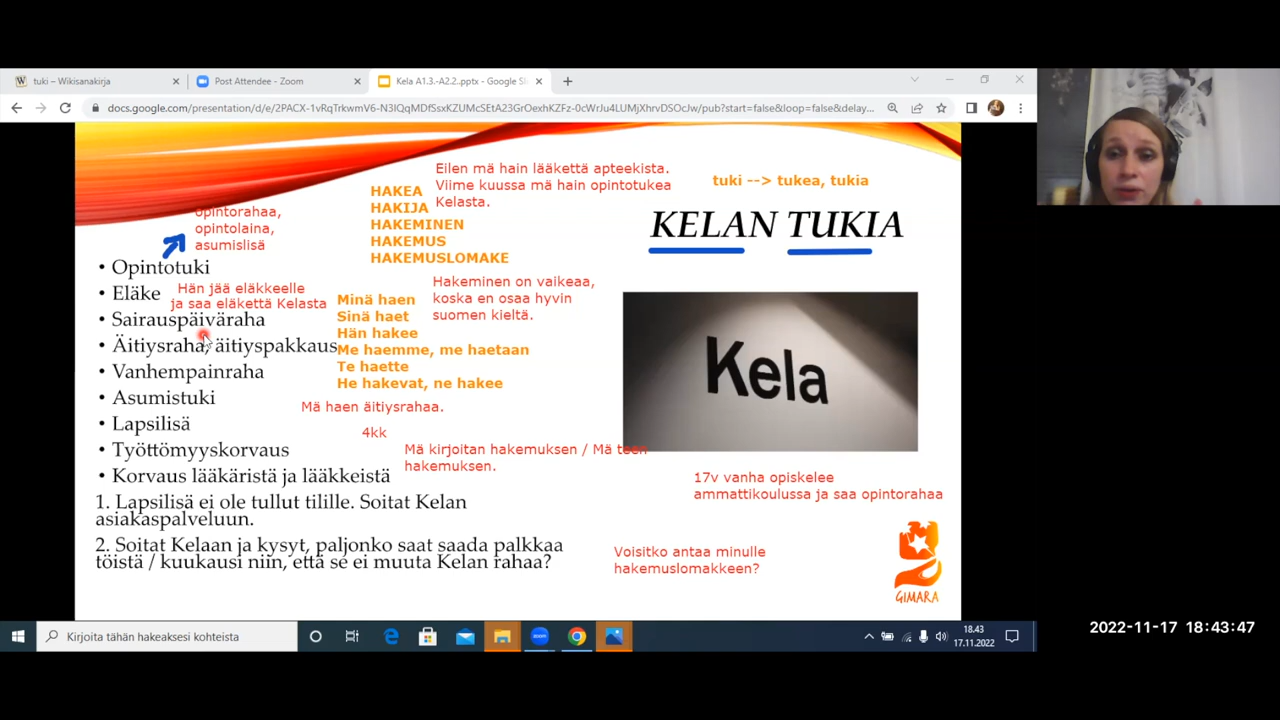 tuki – Wikisanakirja
Post Attendee - Zoom
Kela A1.3.-A2.2..pptx - Google Sl
docs.google.com/presentation/d/e/2PACX-1vRqTrkwmV6-N3IQqMDfSsxKZUMcSEtA23GrOexhKZFz-0cWrJu4LUMjXhrvDSOcJw/pub?start=false&loop=false&delay...
Eilen mä hain lääkettä apteekista.
Viime kuussa mä hain opintotukea
Kelasta.
tuki --> tukea, tukia
HAKEA
HAKIJA
HAKEMINEN
HAKEMUS
HAKEMUSLOMAKE
opintorahaa,
opintolaina,
asumislisä
KELAN TUKIA
• Opintotuki
• Eläke
Hän jää eläkkeelle
ja saa eläkettä Kelasta
• Sairauspäiväraha
• Äitiysraha, äitiyspakkaus
• Vanhempainraha
• Asumistuki
• Lapsilisä
• Työttömyyskorvaus
• Korvaus lääkäristä ja lääkkeistä
Hakeminen on vaikeaa,
koska en osaa hyvin
suomen kieltä.
Minä haen
Sinä haet
Hän hakee
Me haemme, me haetaan
Te haette
He hakevat, ne hakee
Kela
Mä haen äitiysrahaa.
4kk
Mä kirjoitan hakemuksen / Mä teen
hakemuksen.
17v vanha opiskelee
ammattikoulussa ja saa opintorahaa
1. Lapsilisä ei ole tullut tilille. Soitat Kelan
asiakaspalveluun.
2. Soitat Kelaan ja kysyt, paljonko saat saada palkkaa
töistä / kuukausi niin, että se ei muuta Kelan rahaa?
Voisitko antaa minulle
hakemuslomakkeen?
GIMARA
Kirjoita tähän hakeaksesi kohteista
zoom
18.43
17.11.2022
2022-11-17 18:43:47